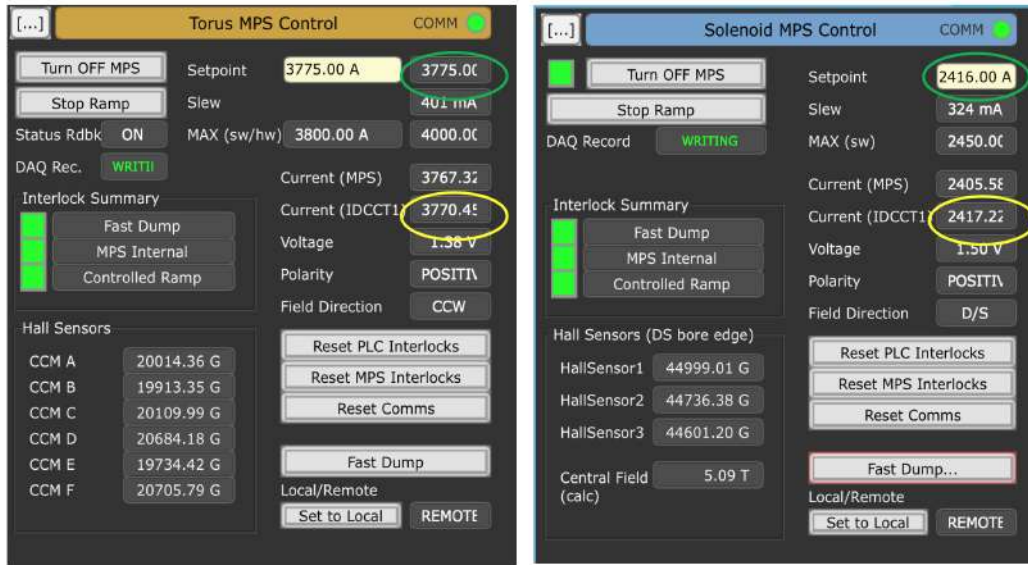 [...] Torus MPS Control COMM
Turn OFF MPS Setpoint 3775.00 A 3775.0(
Stop Ramp Slew 401 mA
Status Rdbk ON MAX (sw/hw) 3800.00 A 4000.0(
DAQ Rec. WRITII
Current (MPS) 3767.32
Interlock Summary
Current (IDCCT1) 3770.45
Fast Dump
Voltage 1.38 V
MPS Internal
Polarity POSITI\
Controlled Ramp
Field Direction CCW
Hall Sensors
Reset PLC Interlocks
CCM A 20014.36 G
Reset MPS Interlocks
CCM B 19913.35 G
Reset Comms
CCM C 20109.99 G
CCM D 20684.18 G
CCM E 19734.42 G
Fast Dump
CCM F 20705.79 G
Local/Remote
Set to Local REMOTE
[...] Solenoid MPS Control COMM
Turn OFF MPS Setpoint 2416.00 A
Stop Ramp Slew 324 mA
DAQ Record WRITING MAX (sw) 2450.0(
Current (MPS) 2405.58
Interlock Summary
Current (IDCCT1) 2417.22
Fast Dump
Voltage 1.50 V
MPS Internal
Polarity POSITI\
Controlled Ramp
Field Direction D/S
Hall Sensors (DS bore edge)
Reset PLC Interlocks
HallSensor1 44999.01 G
Reset MPS Interlocks
HallSensor2 44736.38 G
Reset Comms
HallSensor3 44601.20 G
Fast Dump...
Central Field (calc) 5.09 T
Local/Remote
Set to Local REMOTE